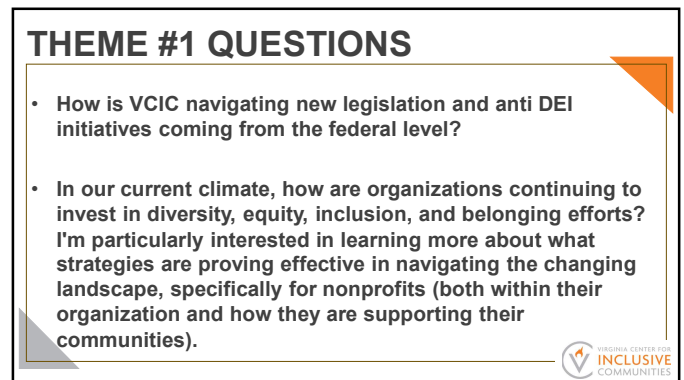 THEME #1 QUESTIONS
• How is VCIC navigating new legislation and anti DEI
initiatives coming from the federal level?
• In our current climate, how are organizations continuing to
invest in diversity, equity, inclusion, and belonging efforts?
I'm particularly interested in learning more about what
strategies are proving effective in navigating the changing
landscape, specifically for nonprofits (both within their
organization and how they are supporting their
communities).
VIRGINIA CENTER FOR
INCLUSIVE
COMMUNITIES